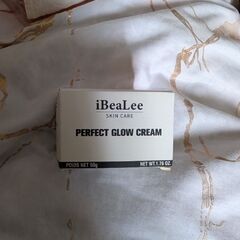 iBeaLee
SKIN CARE
PERFECT GLOW CREAM
POIDS NET 50g NET WT. 1.76 OZ.